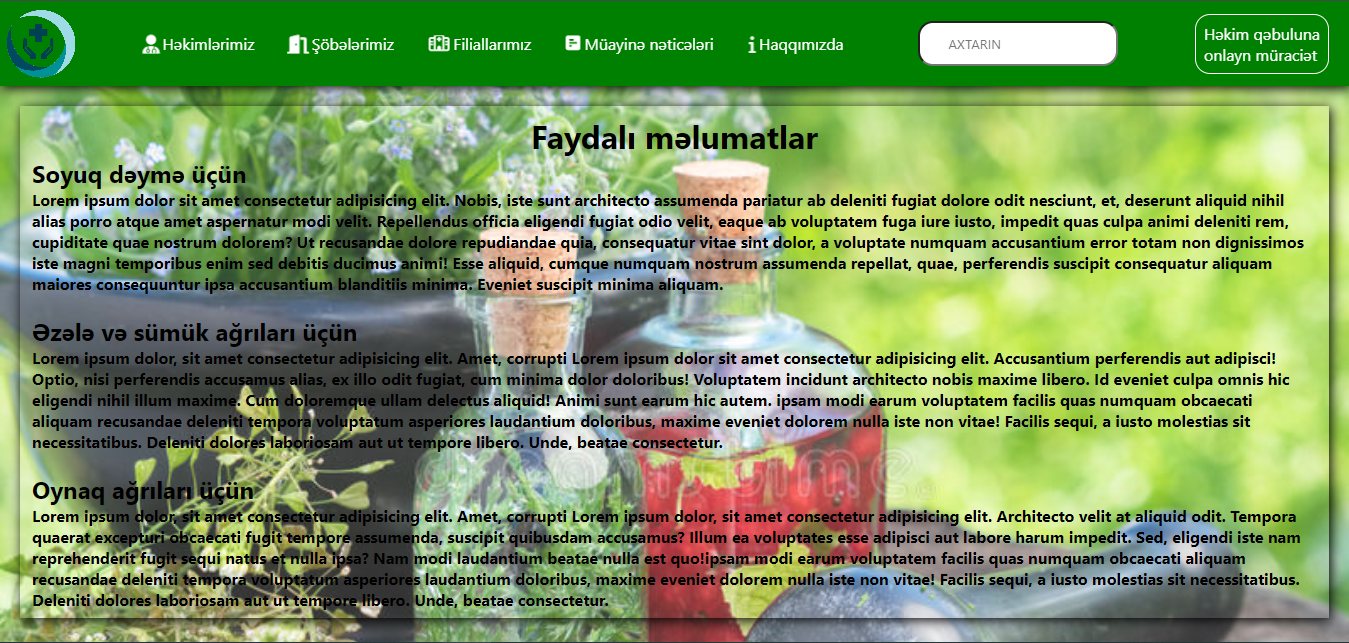 Həkimlərimiz Şöbələrimiz Filiallarımız Müayinə nəticələri Haqqımızda AXTARIN Həkim qəbuluna
onlayn müraciət
Faydalı məlumatlar
Soyuq dəymə üçün
Lorem ipsum dolor sit amet consectetur adipisicing elit. Nobis, iste sunt architecto assumenda pariatur ab deleniti fugiat dolore odit nesciunt, et, deserunt aliquid nihil
alias porro atque amet aspernatur modi velit. Repellendus officia eligendi fugiat odio velit, eaque ab voluptatem fuga iure iusto, impedit quas culpa animi deleniti rem,
cupiditate quae nostrum dolorem? Ut recusandae dolore repudiandae quia, consequatur vitae sint dolor, a voluptate numquam accusantium error totam non dignissimos
iste magni temporibus enim sed debitis ducimus animi! Esse aliquid, cumque numquam nostrum assumenda repellat, quae, perferendis suscipit consequatur aliquam
maiores consequuntur ipsa accusantium blanditiis minima. Eveniet suscipit minima aliquam.
Əzələ və sümük ağrıları üçün
Lorem ipsum dolor, sit amet consectetur adipisicing elit. Amet, corrupti Lorem ipsum dolor sit amet consectetur adipisicing elit. Accusantium perferendis aut adipisci!
Optio, nisi perferendis accusamus alias, ex illo odit fugiat, cum minima dolor doloribus! Voluptatem incidunt architecto nobis maxime libero. Id eveniet culpa omnis hic
eligendi nihil illum maxime. Cum doloremque ullam delectus aliquid! Animi sunt earum hic autem. ipsam modi earum voluptatem facilis quas numquam obcaecati
aliquam recusandae deleniti tempora voluptatum asperiores laudantium doloribus, maxime eveniet dolorem nulla iste non vitae! Facilis sequi, a iusto molestias sit
necessitatibus. Deleniti dolores laboriosam aut ut tempore libero. Unde, beatae consectetur.
Oynaq ağrıları üçün
Lorem ipsum dolor, sit amet consectetur adipisicing elit. Amet, corrupti Lorem ipsum dolor, sit amet consectetur adipisicing elit. Architecto velit at aliquid odit. Tempora
quaerat excepturi obcaecati fugit tempore assumenda, suscipit quibusdam accusamus? Illum ea voluptates esse adipisci aut labore harum impedit. Sed, eligendi iste nam
reprehenderit fugit sequi natus et nulla ipsa? Nam modi laudantium beatae nulla est quo!ipsam modi earum voluptatem facilis quas numquam obcaecati aliquam
recusandae deleniti tempora voluptatum asperiores laudantium doloribus, maxime eveniet dolorem nulla iste non vitae! Facilis sequi, a iusto molestias sit necessitatibus.
Deleniti dolores laboriosam aut ut tempore libero. Unde, beatae consectetur.